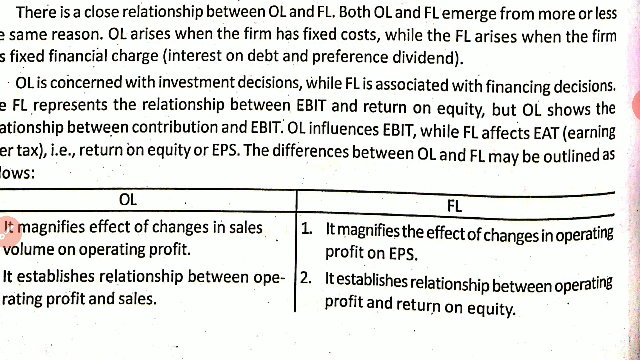 There is a close relationship between OL and FL. Both OL and FL emerge from more or less
e same reason. OL arises when the firm has fixed costs, while the FL arises when the firm
s fixed financial charge (interest on debt and preference dividend).
OL is concerned with investment decisions, while FL is associated with financing decisions.
e FL represents the relationship between EBIT and return on equity, but OL shows the
ationship between contribution and EBIT. OL influences EBIT, while FL affects EAT (earning
er tax), i.e., return on equity or EPS. The differences between OL and FL may be outlined as
lows:
OL
It magnifies effect of changes in sales
volume on operating profit.
It establishes relationship between ope-
rating profit and sales.
FL
1. It magnifies the effect of changes in operating
profit on EPS.
2. It establishes relationship between operating
profit and return on equity.